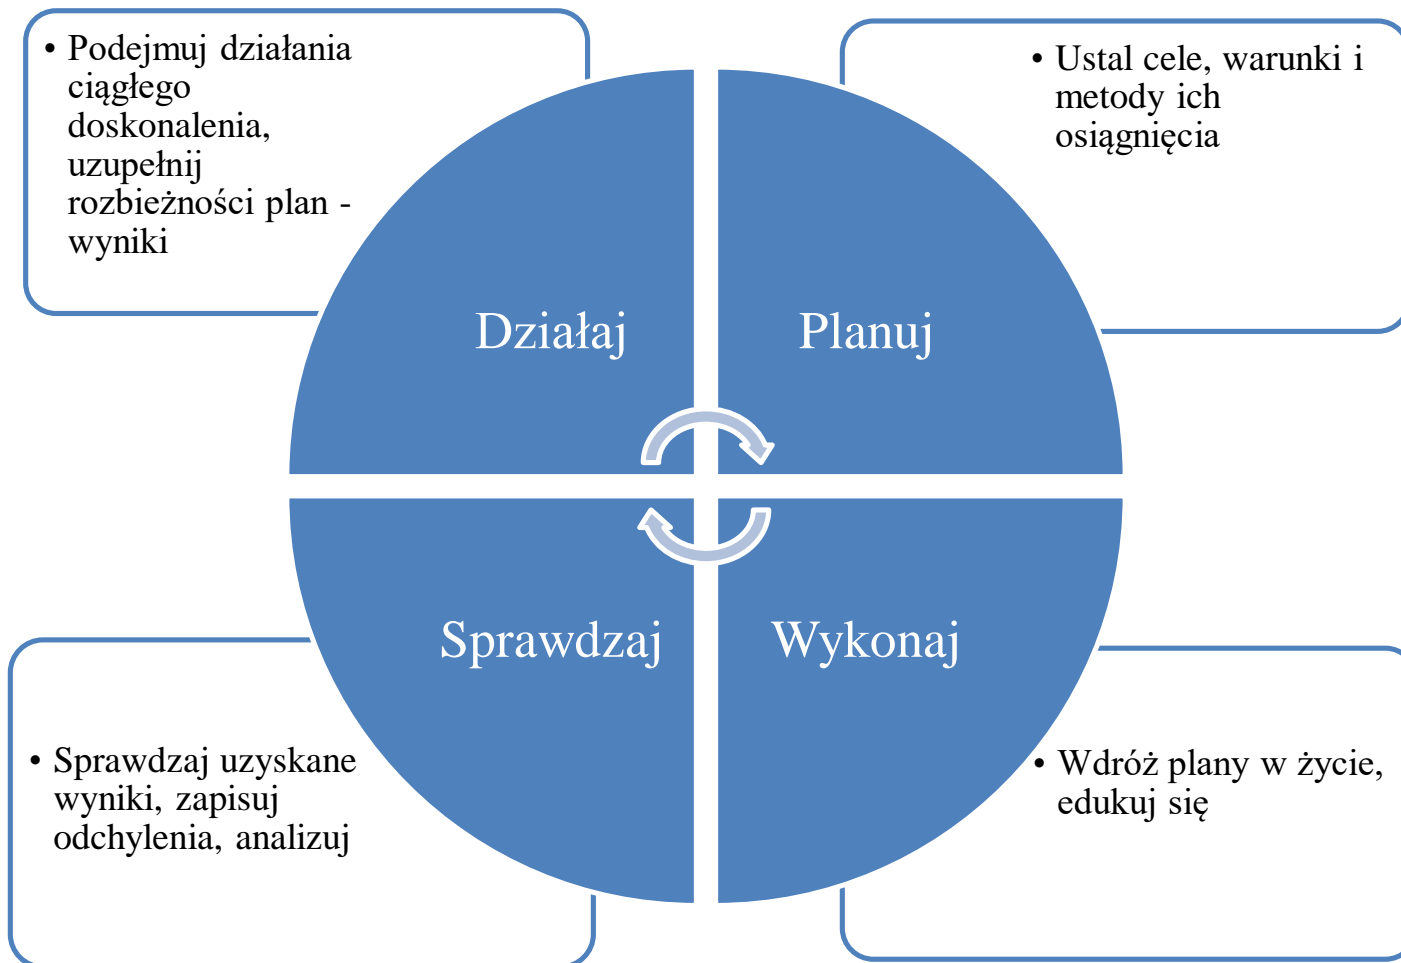 • Podejmuj działania
ciągłego
doskonalenia,
uzupełnij
rozbieżności plan -
wyniki
• Ustal cele, warunki i
metody ich
osiągnięcia
Działaj
Planuj
Sprawdzaj
Wykonaj
• Sprawdzaj uzyskane
wyniki, zapisuj
odchylenia, analizuj
• Wdróż plany w życie,
edukuj się